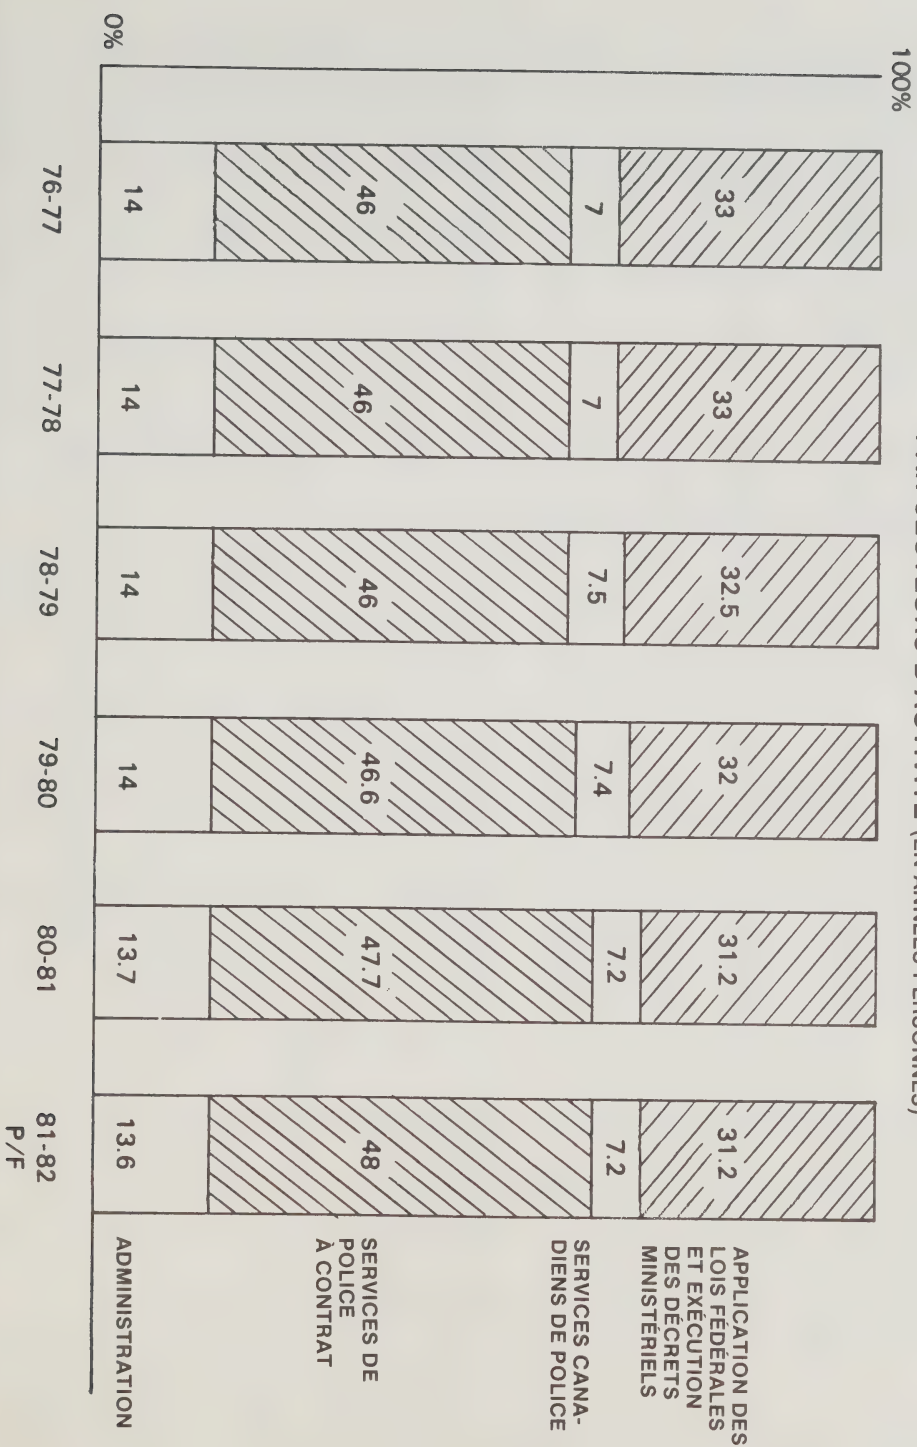 (EN ANNÉES-PERSONNES)
100%
33
33
32.5
32
31.2
31.2
APPLICATION DES
LOIS FÉDÉRALES
ET EXÉCUTION
DES DÉCRETS
MINISTÉRIELS
7
7
7.5
7.4
7.2
7.2
SERVICES CANA-
DIENS DE POLICE
46
46
46
46.6
47.7
48
SERVICES DE
POLICE
À CONTRAT
14
14
14
14
13.7
13.6
ADMINISTRATION
0%
76-77
77-78
78-79
79-80
80-81
81-82
P/F